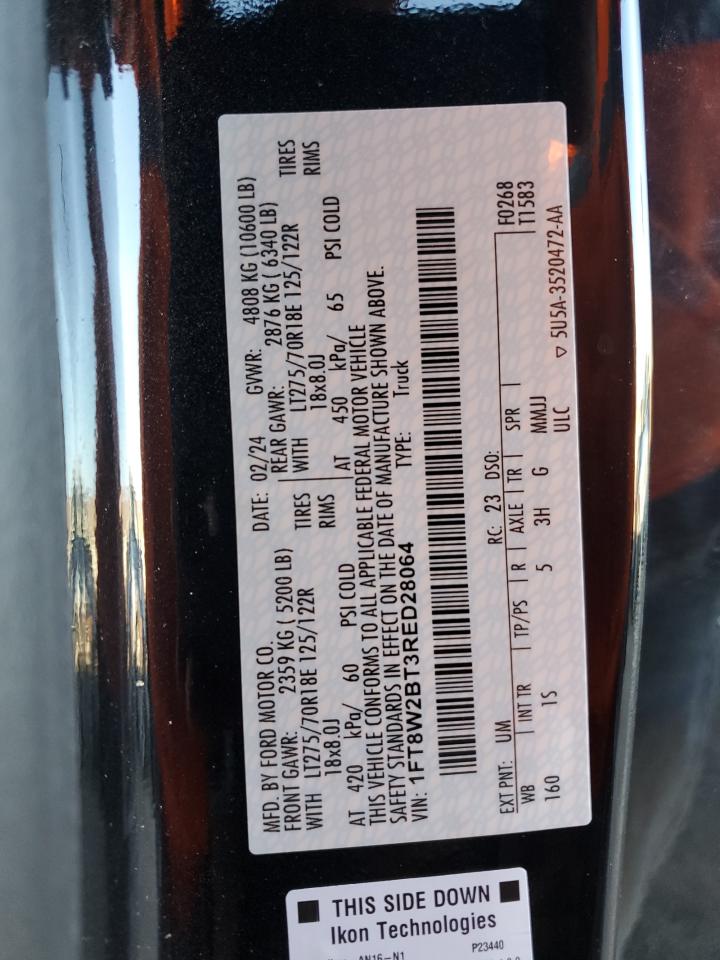 MFD. BY FORD MOTOR CO.
DATE: 02/24 GVWR: 4808 KG (10600 LB)
FRONT GAWR: 2359 KG ( 5200 LB) REAR GAWR: 2876 KG ( 6340 LB)
WITH LT275/70R18E 125/122R TIRES WITH LT275/70R18E 125/122R TIRES
18x8.0J RIMS 18x8.0J RIMS
AT 420 kPa/ 60 PSI COLD AT 450 kPa/ 65 PSI COLD
THIS VEHICLE CONFORMS TO ALL APPLICABLE FEDERAL MOTOR VEHICLE
SAFETY STANDARDS IN EFFECT ON THE DATE OF MANUFACTURE SHOWN ABOVE.
VIN: 1FT8W2BT3RED28064 TYPE: Truck
EXT PNT: UM RC: 23 DSO: F0268
WB INT TR TP/PS R AXLE TR SPR T1583
160 1S 5 3H G MMJJ
ULC
▽ 5U5A-3520472-AA
THIS SIDE DOWN
Ikon Technologies
AN16-N1 P23440